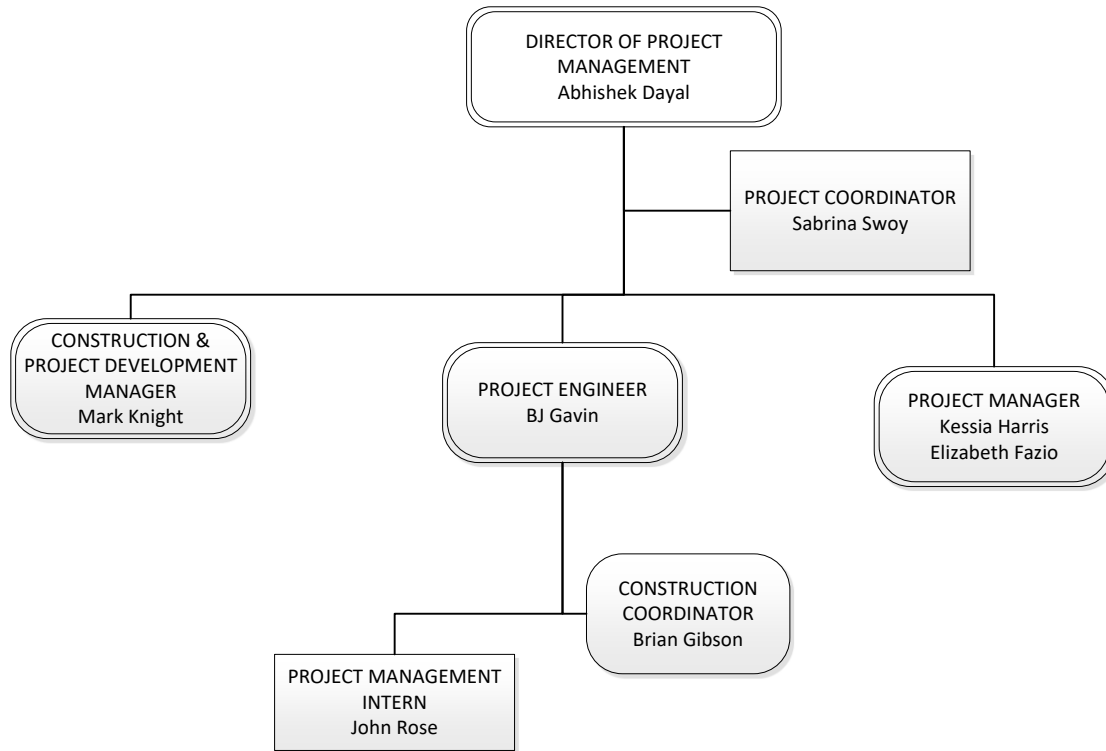 DIRECTOR OF PROJECT
MANAGEMENT
Abhishek Dayal
PROJECT COORDINATOR
Sabrina Swoy
CONSTRUCTION &
PROJECT DEVELOPMENT
MANAGER
Mark Knight
PROJECT ENGINEER
BJ Gavin
PROJECT MANAGER
Kessia Harris
Elizabeth Fazio
CONSTRUCTION
COORDINATOR
Brian Gibson
PROJECT MANAGEMENT
INTERN
John Rose